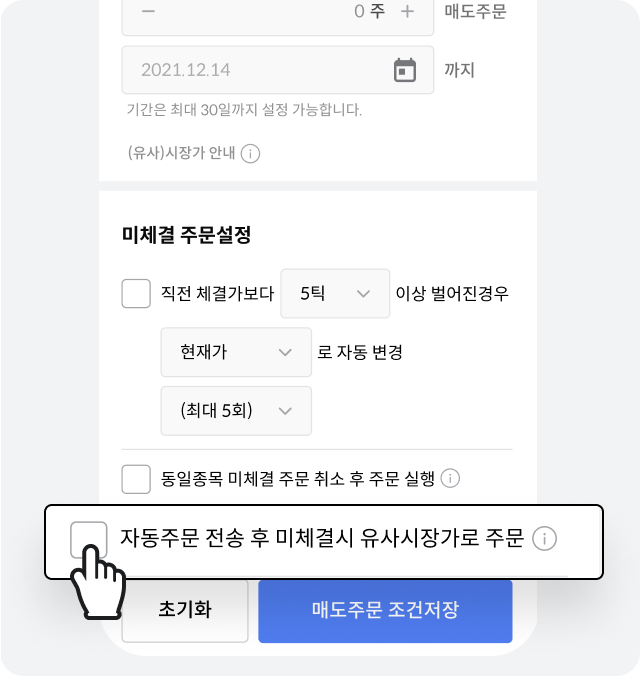 0 주 매도주문
2021.12.14 까지
기간은 최대 30일까지 설정 가능합니다.
(유사)시장가 안내
미체결 주문설정
직전 체결가보다 5틱 이상 벌어진경우
현재가 로 자동 변경
(최대 5회)
동일종목 미체결 주문 취소 후 주문 실행
자동주문 전송 후 미체결시 유사시장가로 주문
초기화 매도주문 조건저장